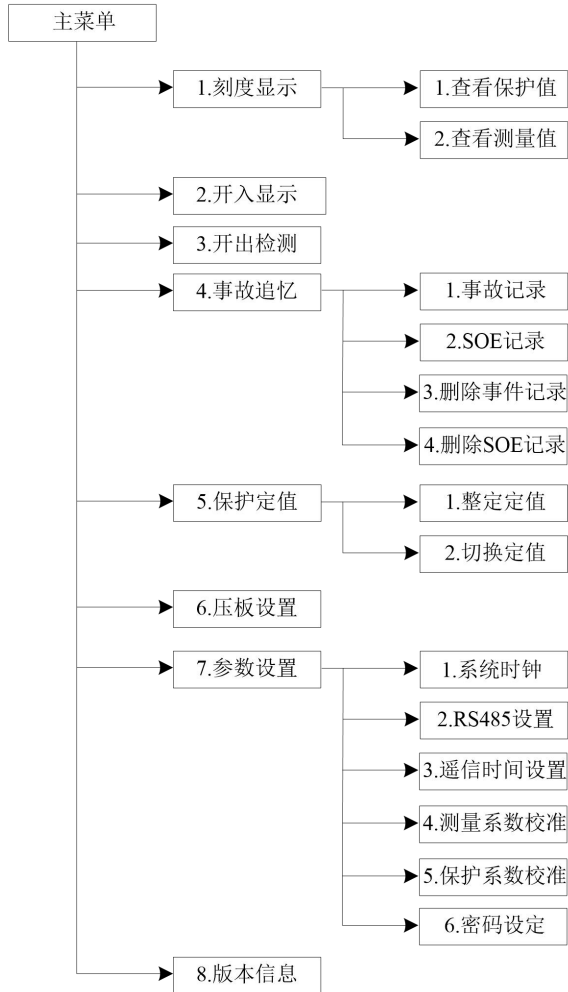 主菜单
1.刻度显示
1.查看保护值
2.查看测量值
2.开入显示
3.开出检测
4.事故追忆
1.事故记录
2.SOE记录
3.删除事件记录
4.删除SOE记录
5.保护定值
1.整定定值
2.切换定值
6.压板设置
7.参数设置
1.系统时钟
2.RS485设置
3.遥信时间设置
4.测量系数校准
5.保护系数校准
6.密码设定
8.版本信息